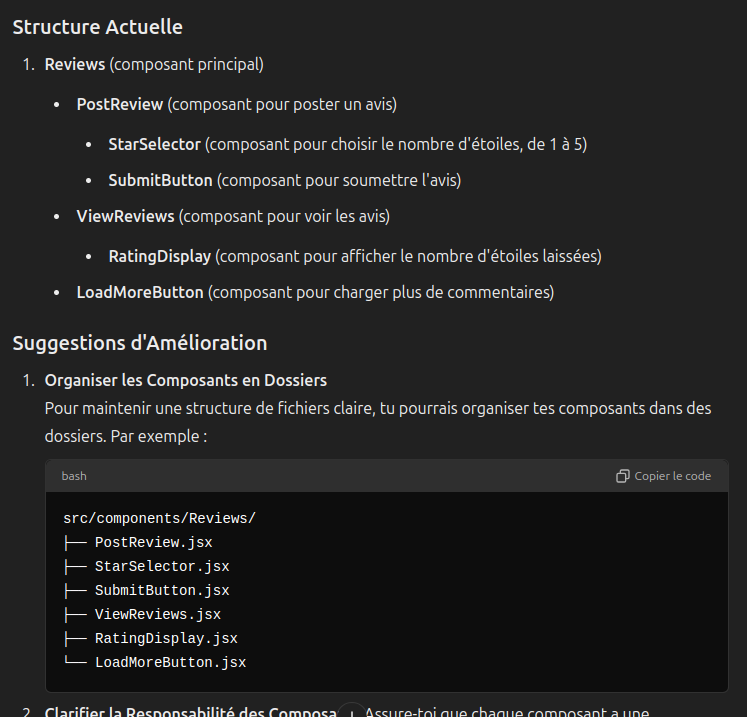 Structure Actuelle
1. Reviews (composant principal)
• PostReview (composant pour poster un avis)
• StarSelector (composant pour choisir le nombre d'étoiles, de 1 à 5)
• SubmitButton (composant pour soumettre l'avis)
• ViewReviews (composant pour voir les avis)
• RatingDisplay (composant pour afficher le nombre d'étoiles laissées)
• LoadMoreButton (composant pour charger plus de commentaires)
Suggestions d'Amélioration
1. Organiser les Composants en Dossiers
Pour maintenir une structure de fichiers claire, tu pourrais organiser tes composants dans des
dossiers. Par exemple :
bash Copier le code
src/components/Reviews/
├── PostReview.jsx
├── StarSelector.jsx
├── SubmitButton.jsx
├── ViewReviews.jsx
├── RatingDisplay.jsx
└── LoadMoreButton.jsx
2. Clarifier la Responsabilité des Assure-toi que chaque composant a une